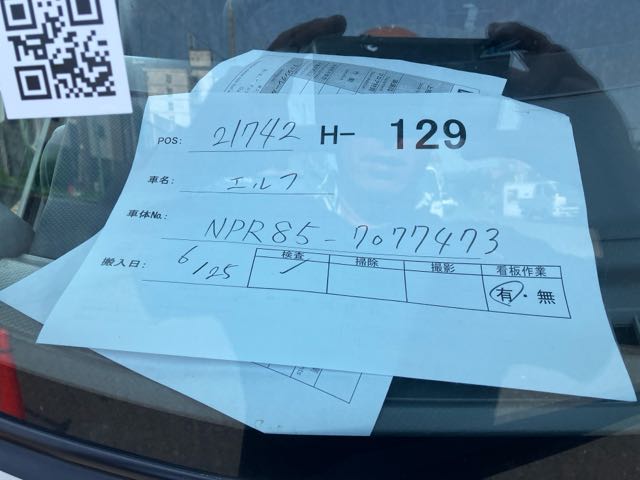 POS: 21742 H- 129
車名: エルフ
車体No.: NPR85-7077473
搬入日: 6/25
検査 掃除 撮影 看板作業
✓ 有・無